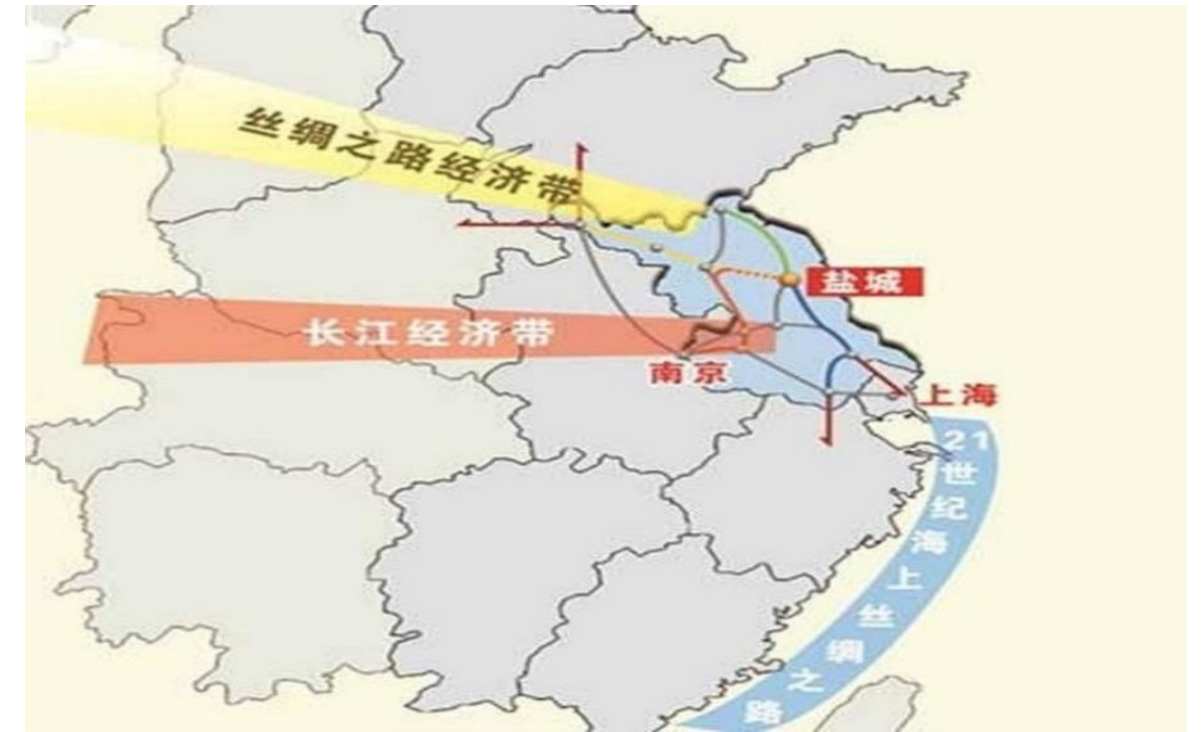 丝绸之路经济带
盐城
长江经济带
南京
上海
21世纪海上丝绸之路